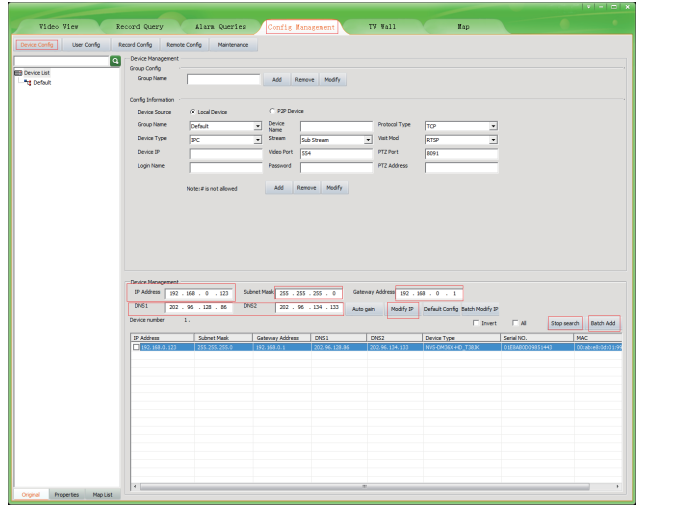 Video View Record Query Alarm Queries Config Management TV Wall Map
Device Config User Config Record Config Remote Config Maintenance
Device List
Default
Device Management
Group Config
Group Name Add Remove Modify
Config Information
Device Source Local Device P2P Device
Group Name Default Device Name Protocol Type TCP
Device Type IPC Stream Sub Stream Visit Mod RTSP
Device IP Video Port 554 PTZ Port 8091
Login Name Password PTZ Address
Note:# is not allowed Add Remove Modify
Device Management
IP Address 192 . 168 . 0 . 123 Subnet Mask 255 . 255 . 255 . 0 Gateway Address 192 . 168 . 0 . 1
DNS1 202 . 96 . 128 . 86 DNS2 202 . 96 . 134 . 133 Auto gain Modify IP Default Config Batch Modify IP
Device number 1 .
Invert All Stop search Batch Add
IP Address Subnet Mask Gateway Address DNS1 DNS2 Device Type Serial NO. MAC
192.168.0.123 255.255.255.0 192.168.0.1 202.96.128.86 202.96.134.133
Original Properties Map List